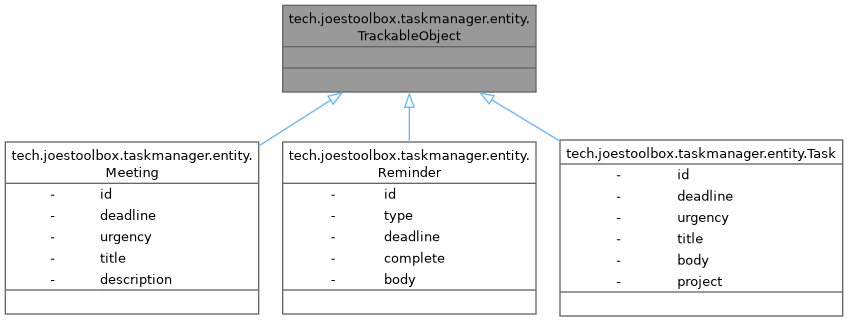 tech.joestoolbox.taskmanager.entity.
TrackableObject
tech.joestoolbox.taskmanager.entity.
Meeting
- id
- deadline
- urgency
- title
- description
tech.joestoolbox.taskmanager.entity.
Reminder
- id
- type
- deadline
- complete
- body
tech.joestoolbox.taskmanager.entity.Task
- id
- deadline
- urgency
- title
- body
- project